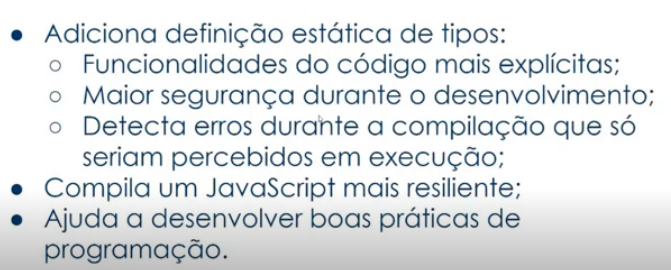 • Adiciona definição estática de tipos:
○ Funcionalidades do código mais explícitas;
○ Maior segurança durante o desenvolvimento;
○ Detecta erros durante a compilação que só
seriam percebidos em execução;
• Compila um JavaScript mais resiliente;
• Ajuda a desenvolver boas práticas de
programação.